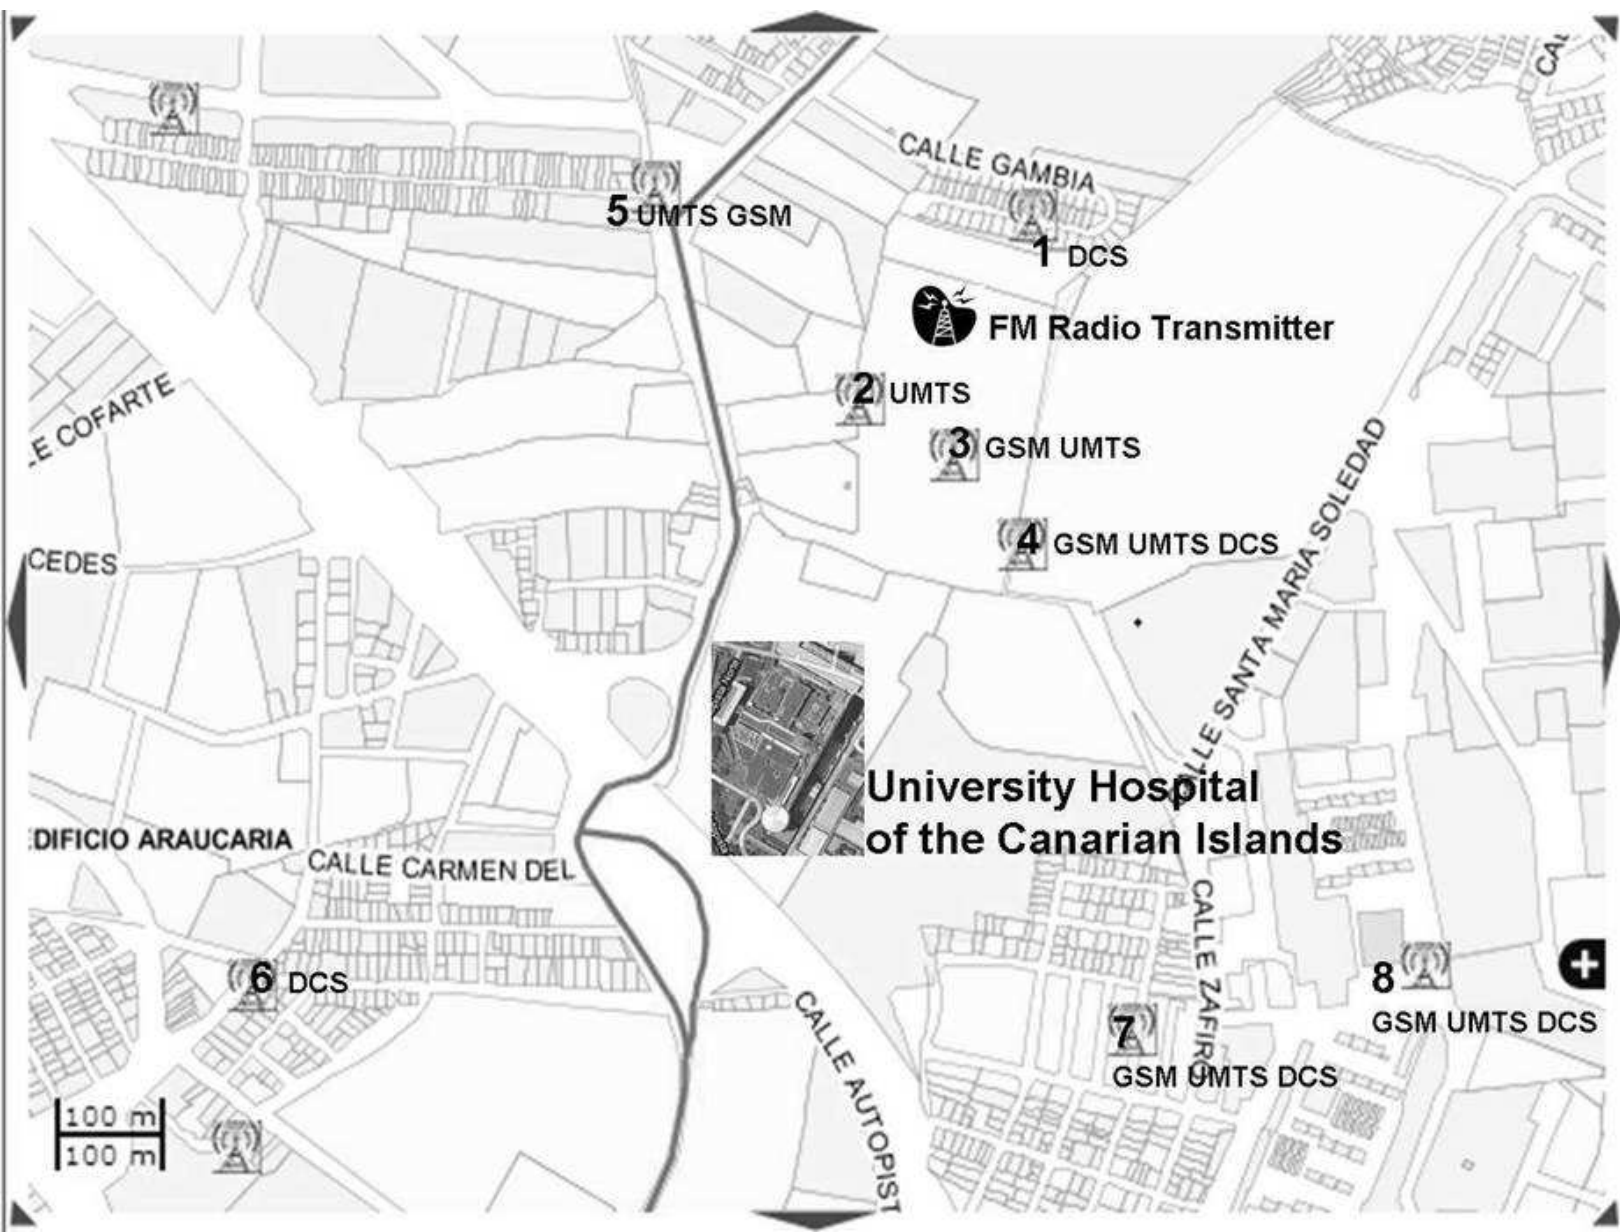 CALLE GAMBIA
5 UMTS GSM
1 DCS
FM Radio Transmitter
2 UMTS
3 GSM UMTS
E COFARTE
4 GSM UMTS DCS
CEDES
CALLE SANTA MARIA SOLEDAD
University Hospital
of the Canarian Islands
DIFICIO ARAUCARIA
CALLE CARMEN DEL
CALLE ZAFIRO
6 DCS
8
GSM UMTS DCS
7
GSM UMTS DCS
CALLE AUTOPIST
100 m
100 m